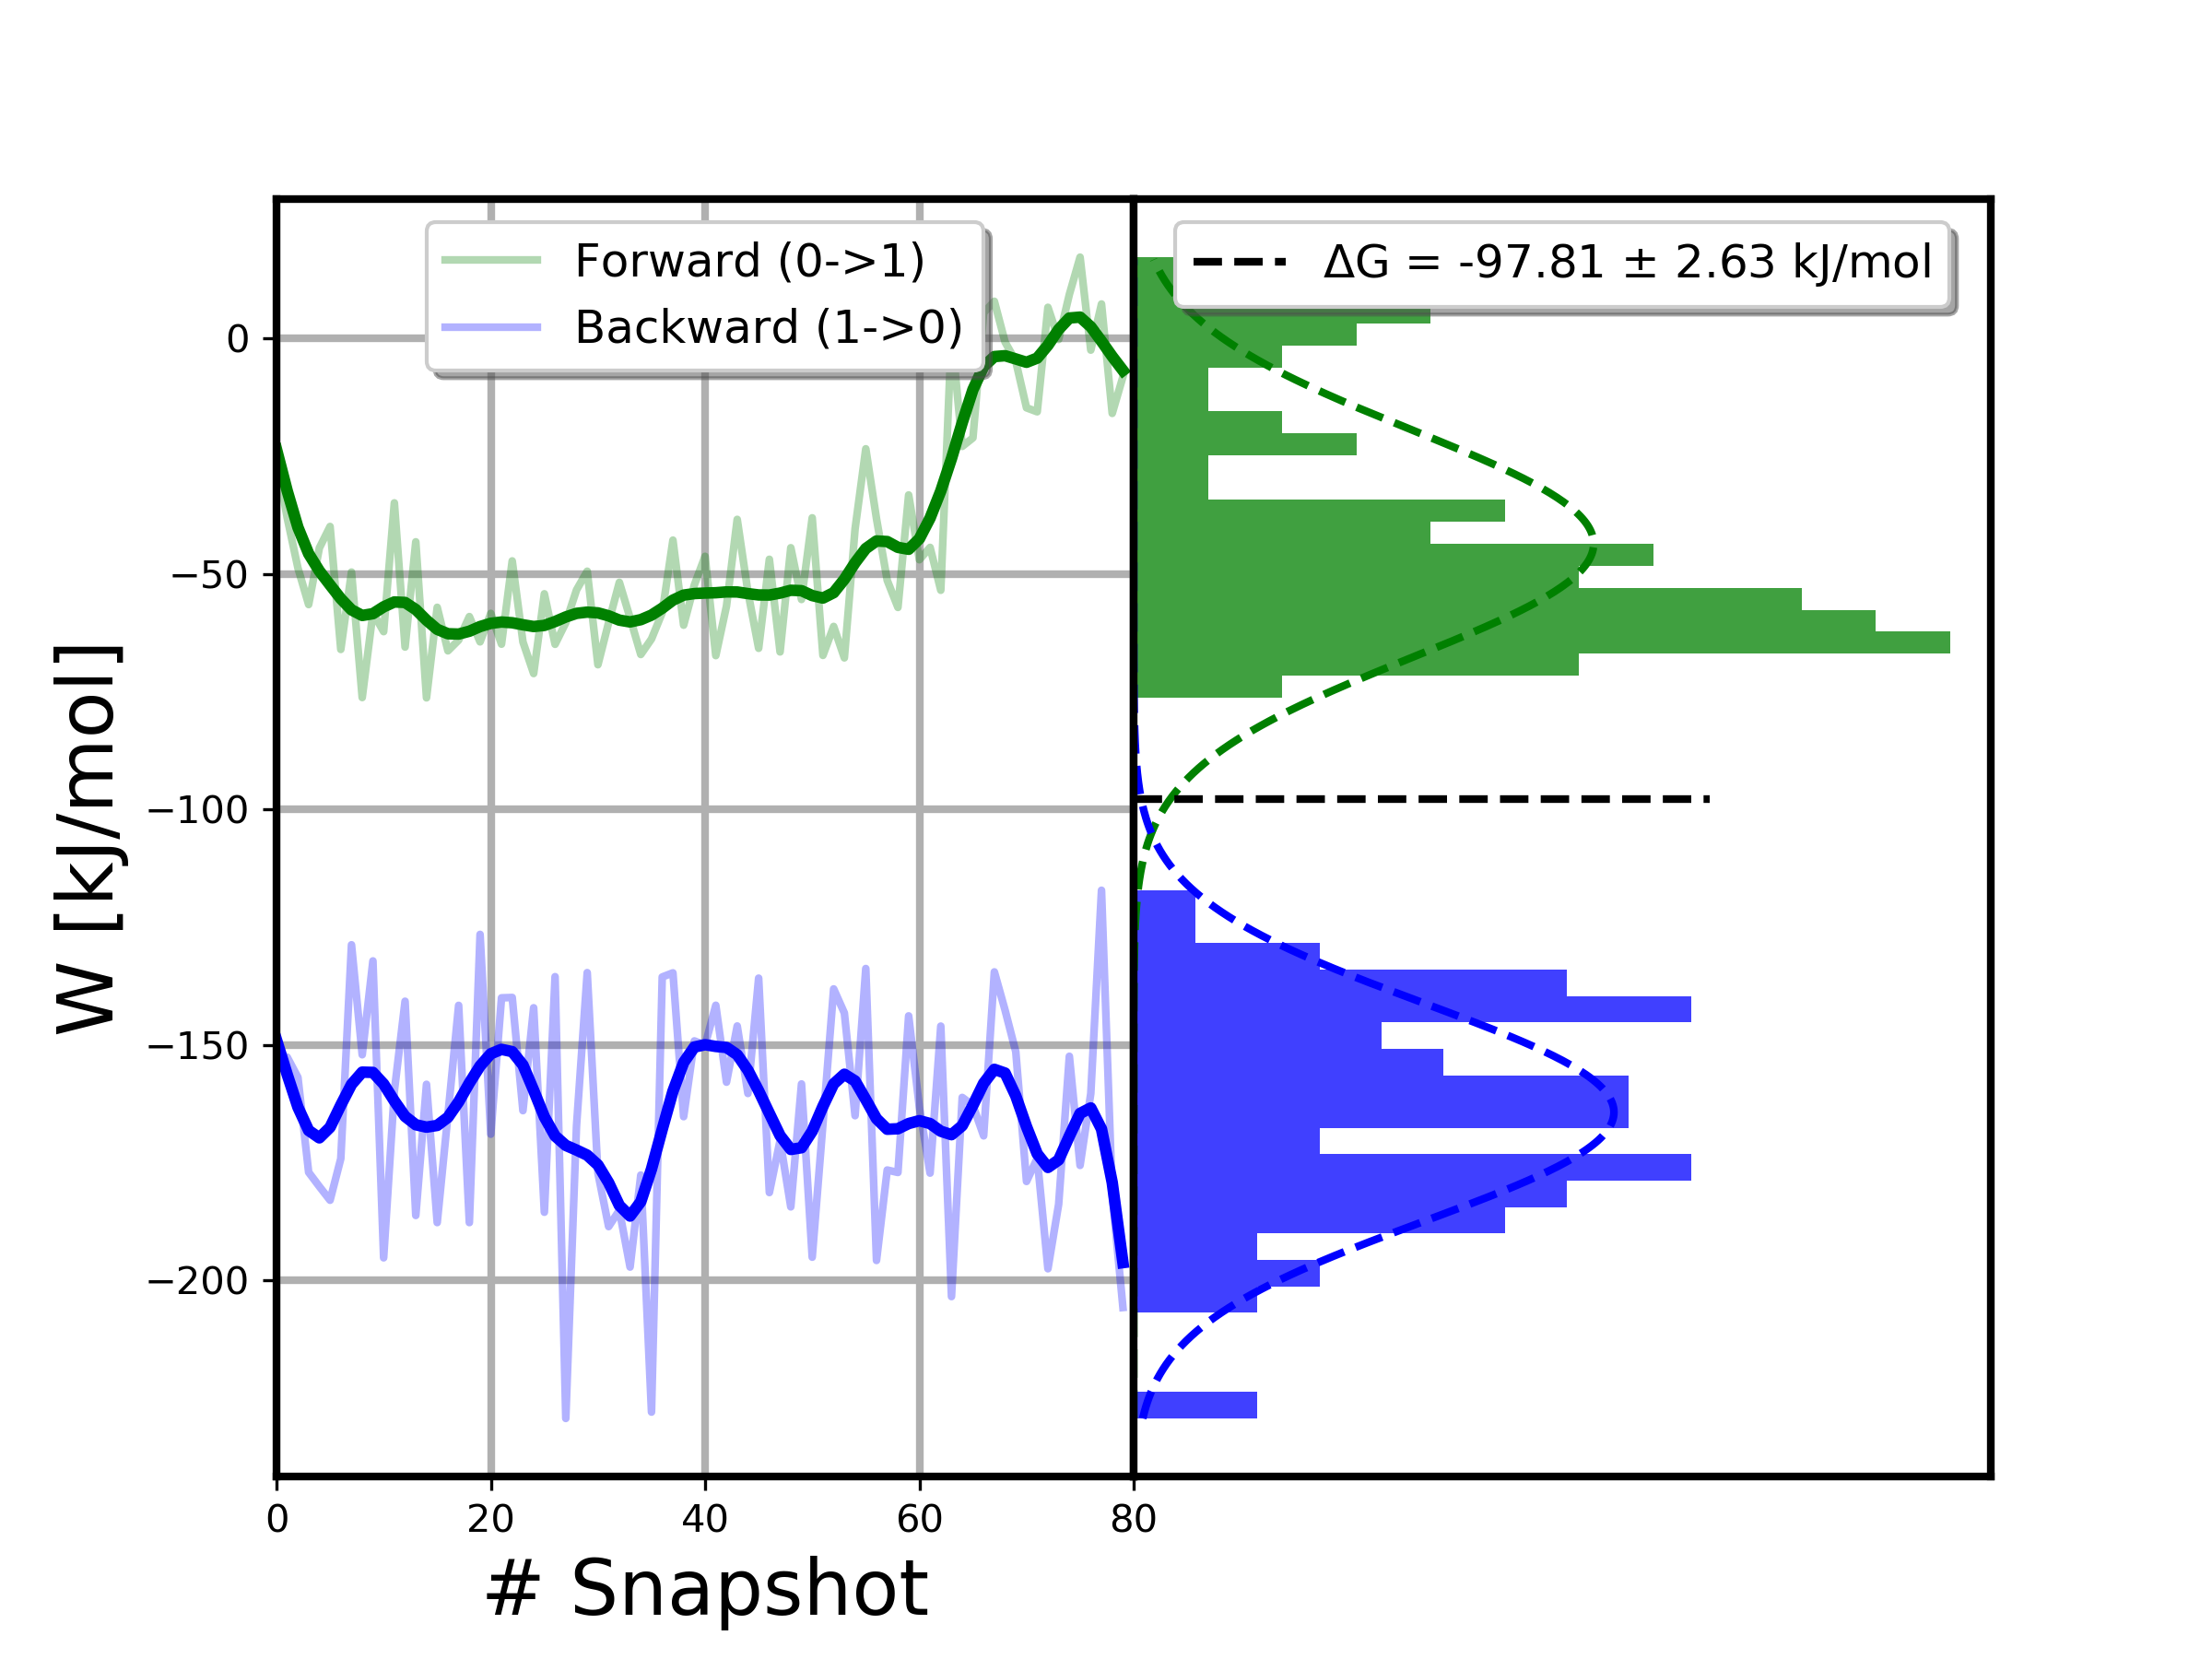 Forward (0->1)
Backward (1->0)
ΔG = -97.81 ± 2.63 kJ/mol
W [kJ/mol]
0
−50
−100
−150
−200
0 20 40 60 80
# Snapshot